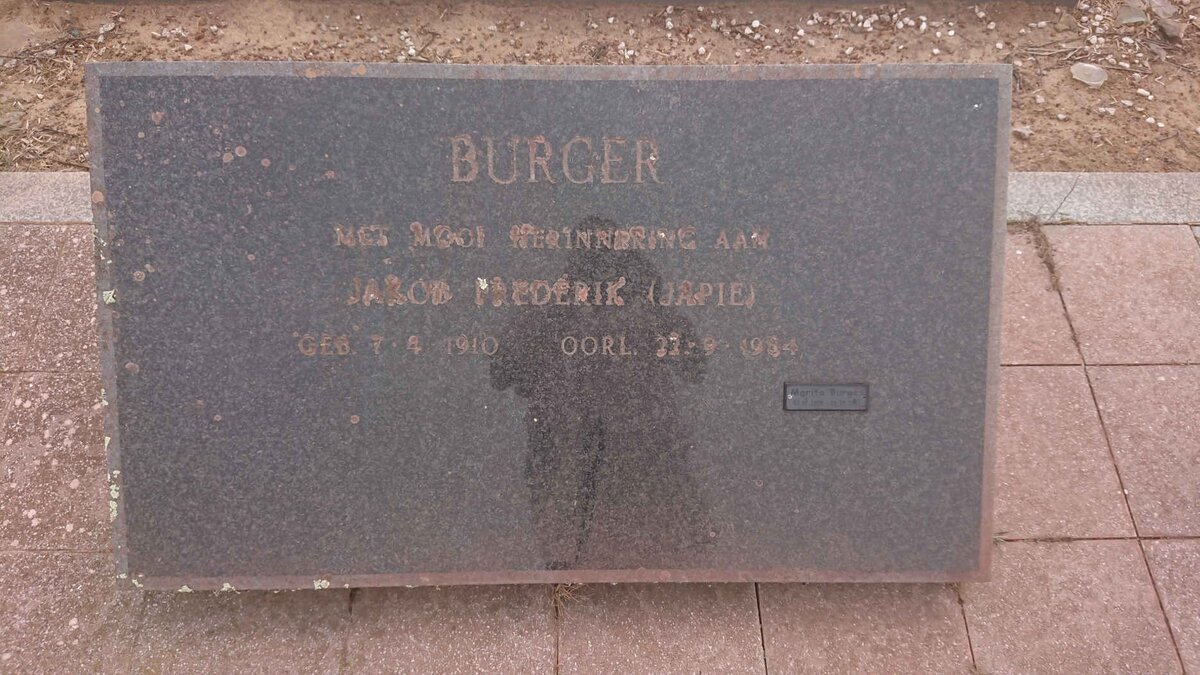 BURGER
MET MOOI HERINNERING AAN
JAKOB FREDERIK (JAPIE)
GEB. 7 · 4 1910 OORL. 22 · 9 · 1984